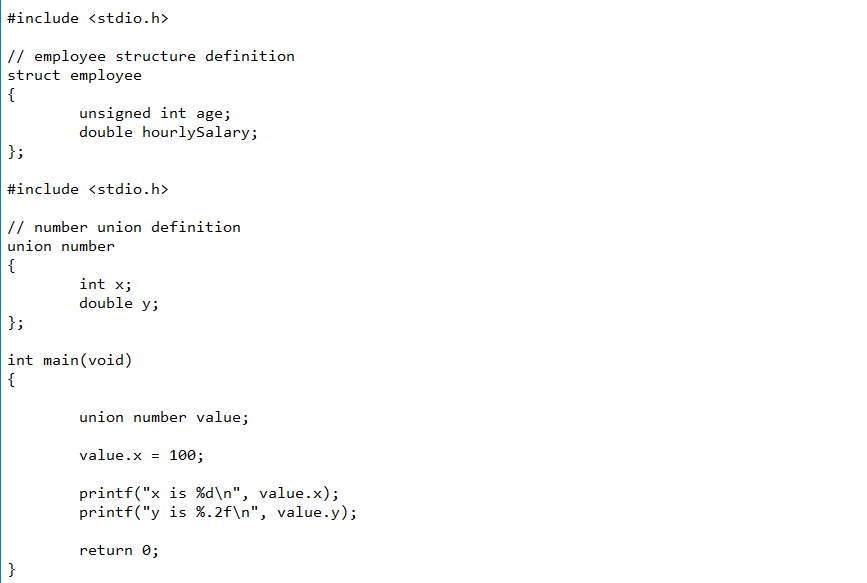 #include <stdio.h>
// employee structure definition
struct employee
{
unsigned int age;
double hourlySalary;
};
#include <stdio.h>
// number union definition
union number
{
int x;
double y;
};
int main(void)
{
union number value;
value.x = 100;
printf("x is %d\n", value.x);
printf("y is %.2f\n", value.y);
return 0;
}